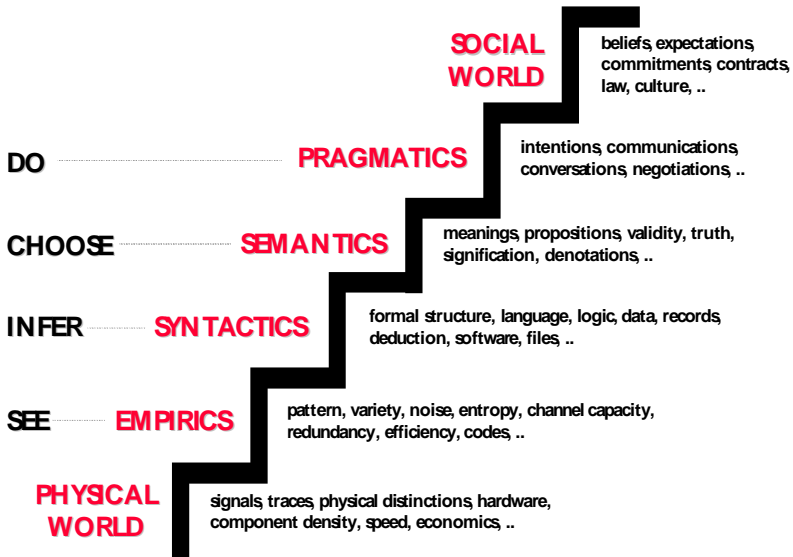 SOCIAL
WORLD
beliefs, expectations,
commitments, contracts,
law, culture, ..
DO
PRAGMATICS
intentions, communications,
conversations, negotiations, ..
CHOOSE
SEMANTICS
meanings, propositions, validity, truth,
signification, denotations, ..
INFER
SYNTACTICS
formal structure, language, logic, data, records,
deduction, software, files, ..
SEE
EMPIRICS
pattern, variety, noise, entropy, channel capacity,
redundancy, efficiency, codes, ..
PHYSICAL
WORLD
signals, traces, physical distinctions, hardware,
component density, speed, economics, ..